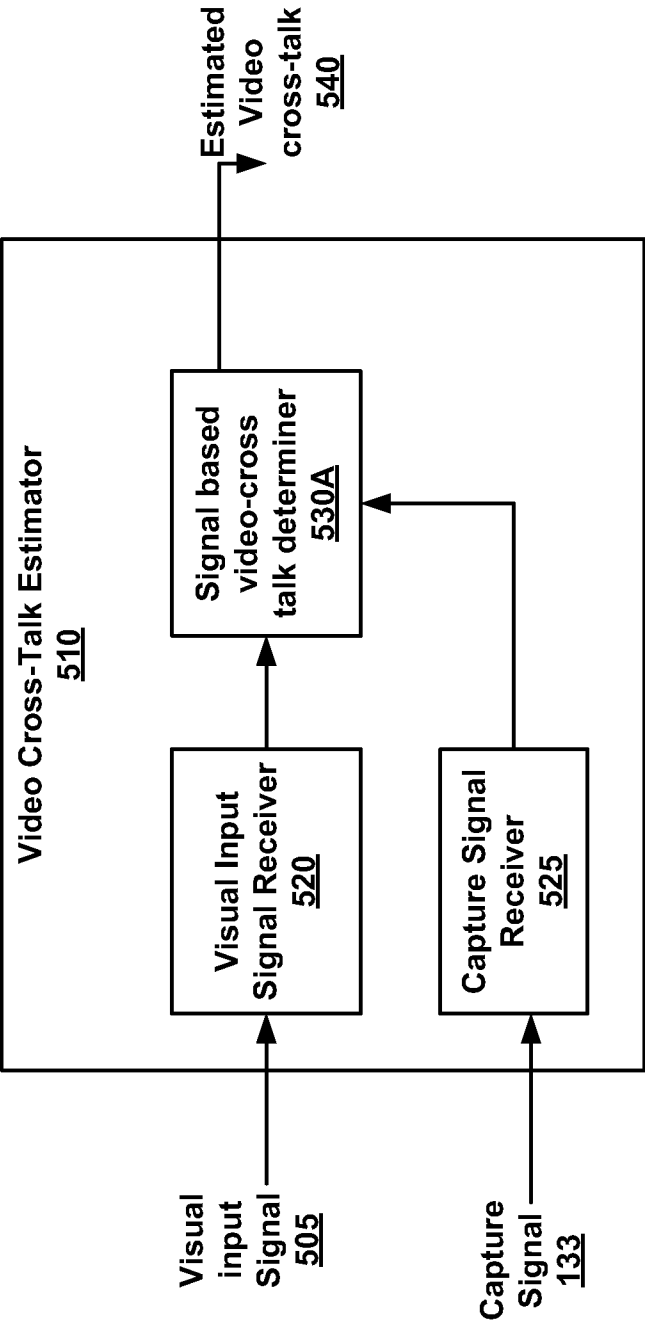 Video Cross-Talk Estimator
510
Visual
input
Signal
505
Visual Input
Signal Receiver
520
Signal based
video-cross
talk determiner
530A
Estimated
Video
cross-talk
540
Capture
Signal
133
Capture Signal
Receiver
525